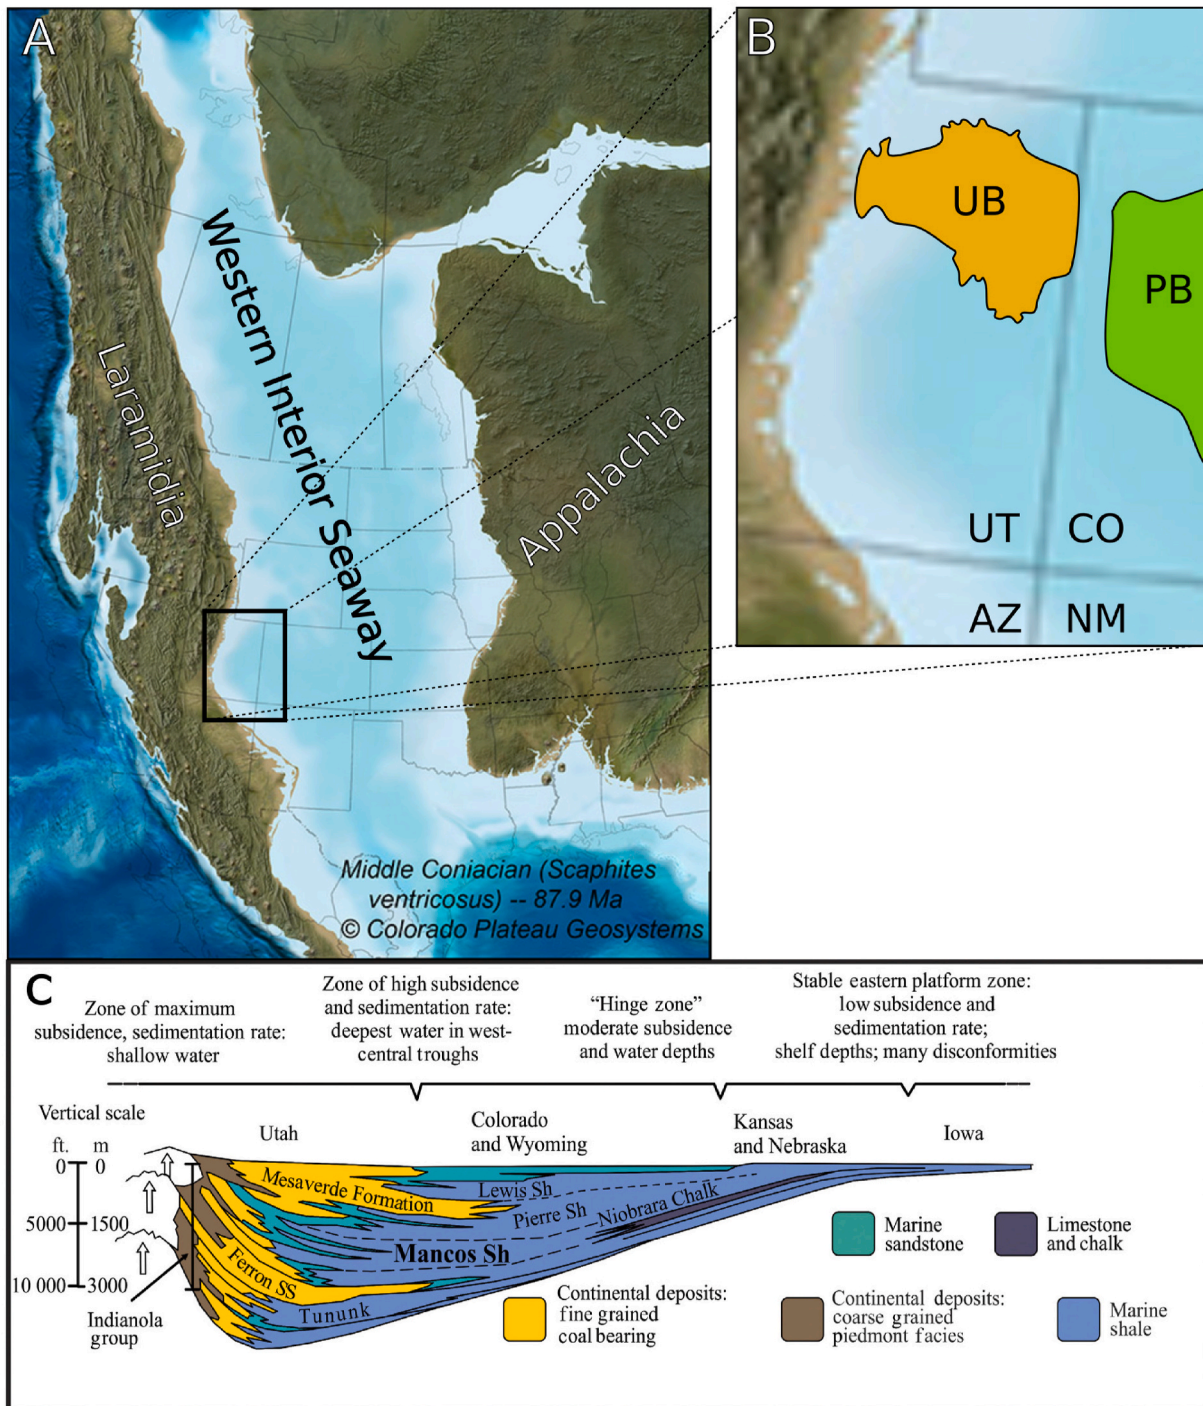 A
Western Interior Seaway
Laramidia
Appalachia
Middle Coniacian (Scaphites
ventricosus) -- 87.9 Ma
© Colorado Plateau Geosystems
B
UB
PB
UT
CO
AZ
NM
C
Zone of maximum
subsidence, sedimentation rate:
shallow water
Zone of high subsidence
and sedimentation rate:
deepest water in west-
central troughs
“Hinge zone”
moderate subsidence
and water depths
Stable eastern platform zone:
low subsidence and
sedimentation rate;
shelf depths; many disconformities
Vertical scale
ft. m
0 0
5000 1500
10 000 3000
Utah
Colorado
and Wyoming
Kansas
and Nebraska
Iowa
Mesaverde Formation
Lewis Sh
Pierre Sh
Niobrara Chalk
Mancos Sh
Ferron SS
Tununk
Indianola
group
Marine
sandstone
Limestone
and chalk
Continental deposits:
fine grained
coal bearing
Continental deposits:
coarse grained
piedmont facies
Marine
shale